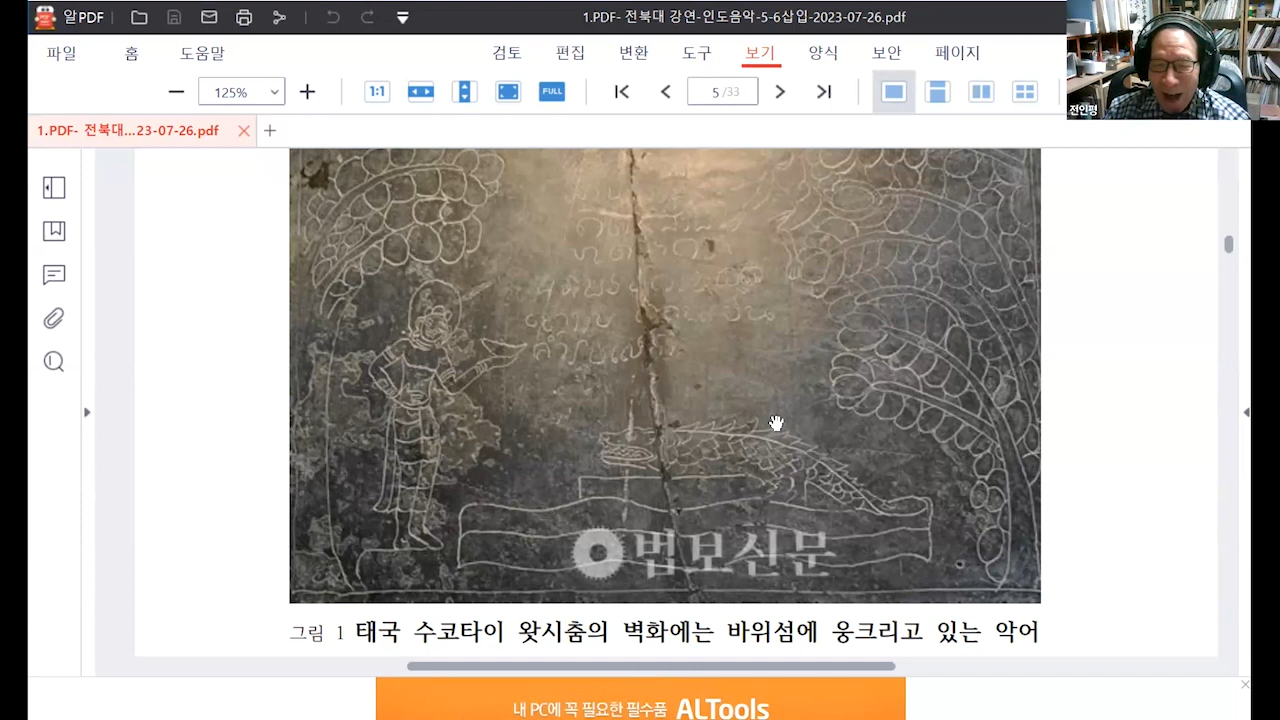 알PDF
1.PDF- 전북대 강연-인도음악-5-6삽입-2023-07-26.pdf
파일 홈 도움말 검토 편집 변환 도구 보기 양식 보안 페이지
125% 1:1 FULL 5 /33
전인평
1.PDF- 전북대...23-07-26.pdf
법보신문
그림 1 태국 수코타이 왓시춤의 벽화에는 바위섬에 웅크리고 있는 악어
내 PC에 꼭 필요한 필수품 ALTools